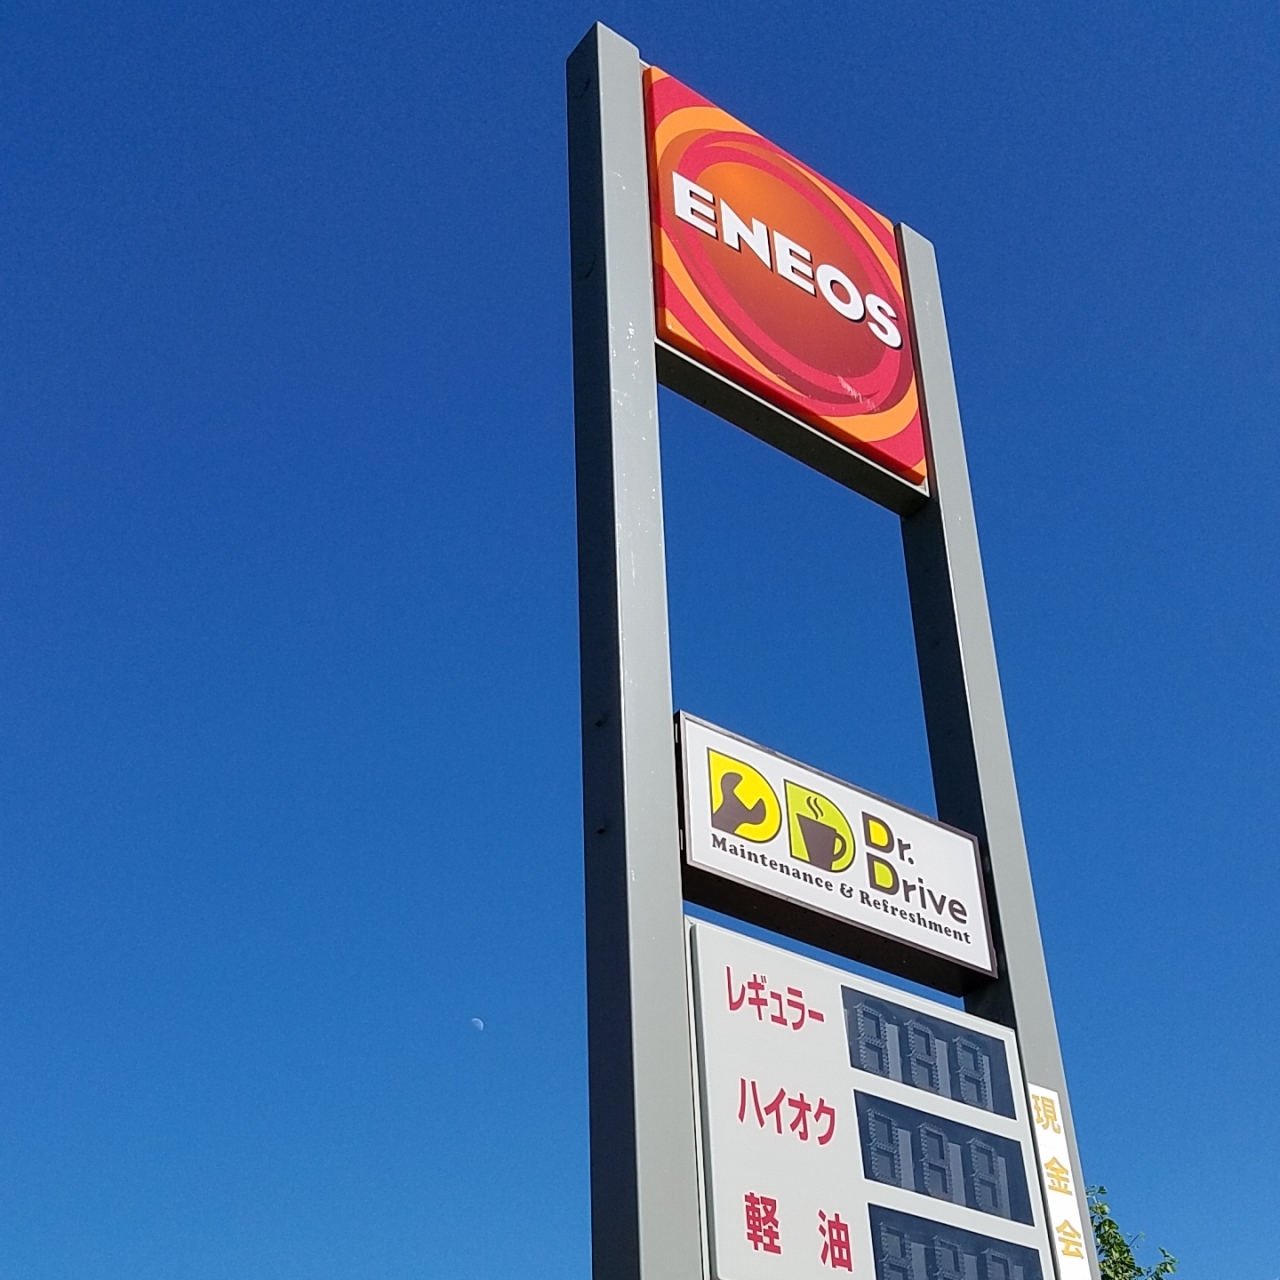 ENEOS
Dr.
Drive
Maintenance & Refreshment
レギュラー
ハイオク
軽油
現金会